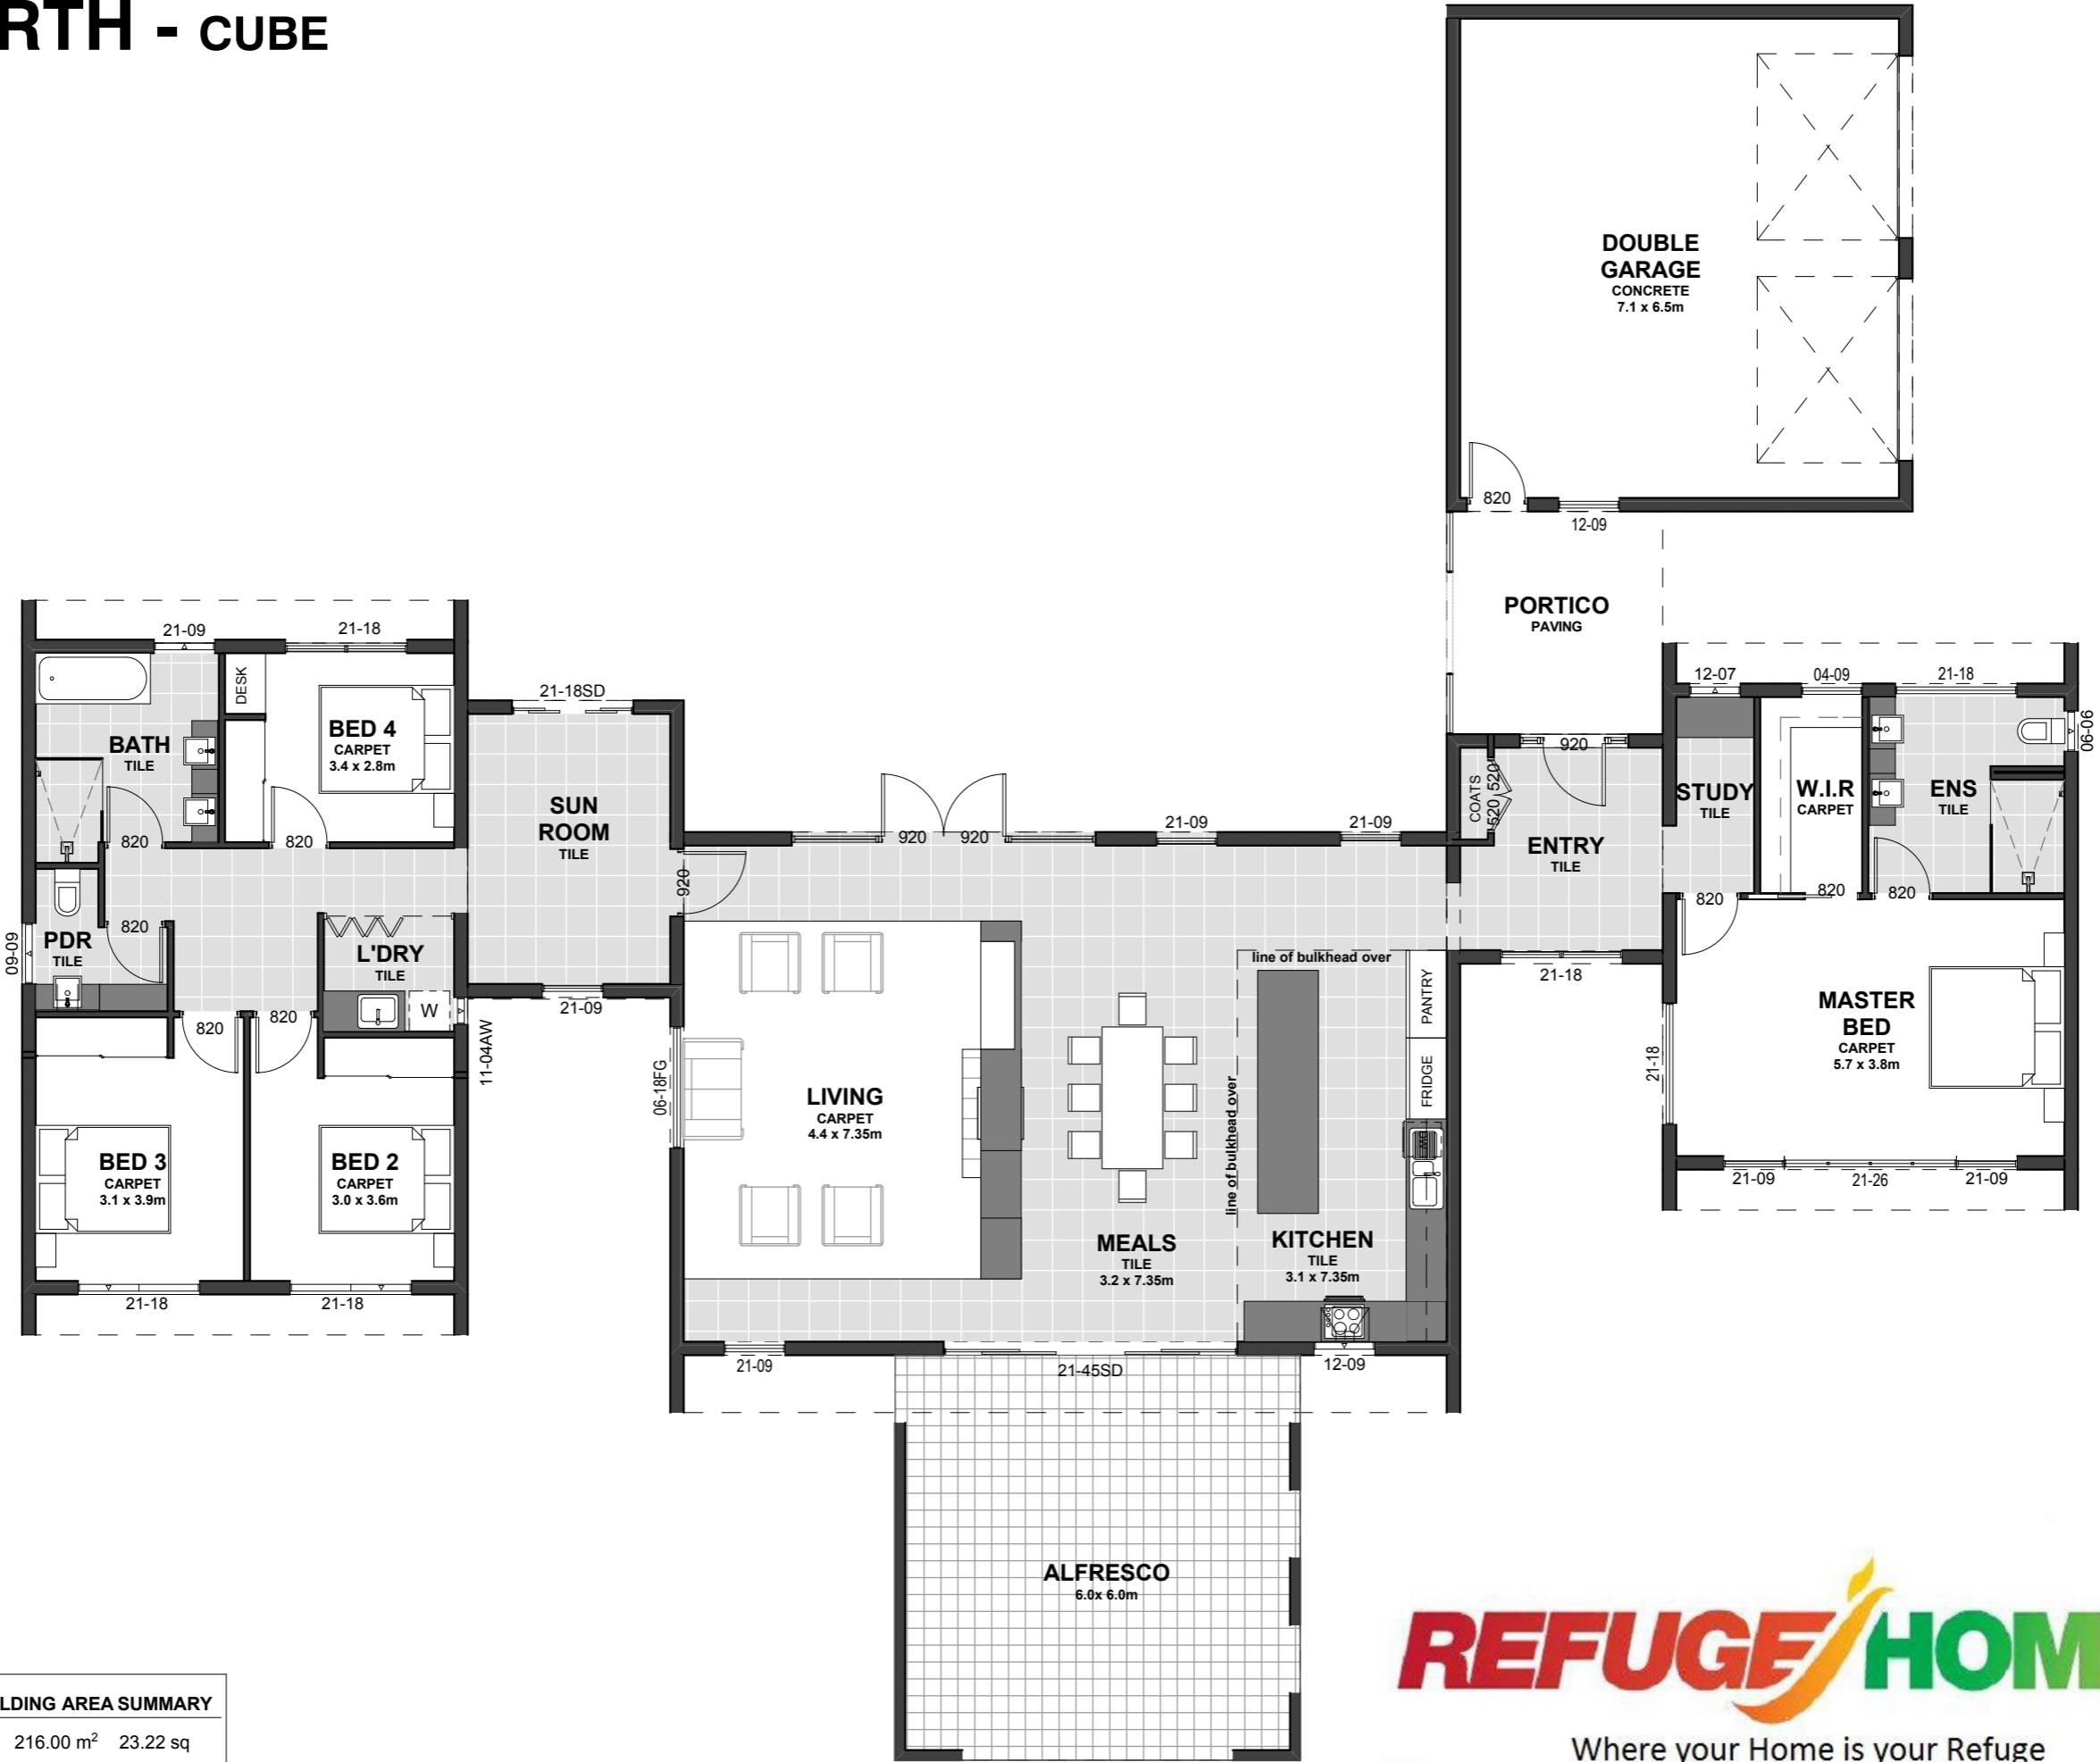 RTH - CUBE
DOUBLE
GARAGE
CONCRETE
7.1 x 6.5m
820
12-09
PORTICO
PAVING
21-09
21-18
DESK
BATH
TILE
BED 4
CARPET
3.4 x 2.8m
820
820
21-18SD
SUN
ROOM
TILE
920
21-09
PDR
TILE
820
09-09
L'DRY
TILE
W
11-04AW
820
820
BED 3
CARPET
3.1 x 3.9m
BED 2
CARPET
3.0 x 3.6m
21-18
21-18
920
920
21-09
21-09
06-18FG
LIVING
CARPET
4.4 x 7.35m
MEALS
TILE
3.2 x 7.35m
line of bulkhead over
line of bulkhead over
KITCHEN
TILE
3.1 x 7.35m
PANTRY
FRIDGE
DW
21-09
21-45SD
12-09
COATS
520
520
920
ENTRY
TILE
21-18
12-07
04-09
21-18
06-06
STUDY
TILE
W.I.R
CARPET
ENS
TILE
820
820
820
MASTER
BED
CARPET
5.7 x 3.8m
21-18
21-09
21-26
21-09
ALFRESCO
6.0x 6.0m
LDING AREA SUMMARY
216.00 m² 23.22 sq
REFUGE HOM
Where your Home is your Refuge